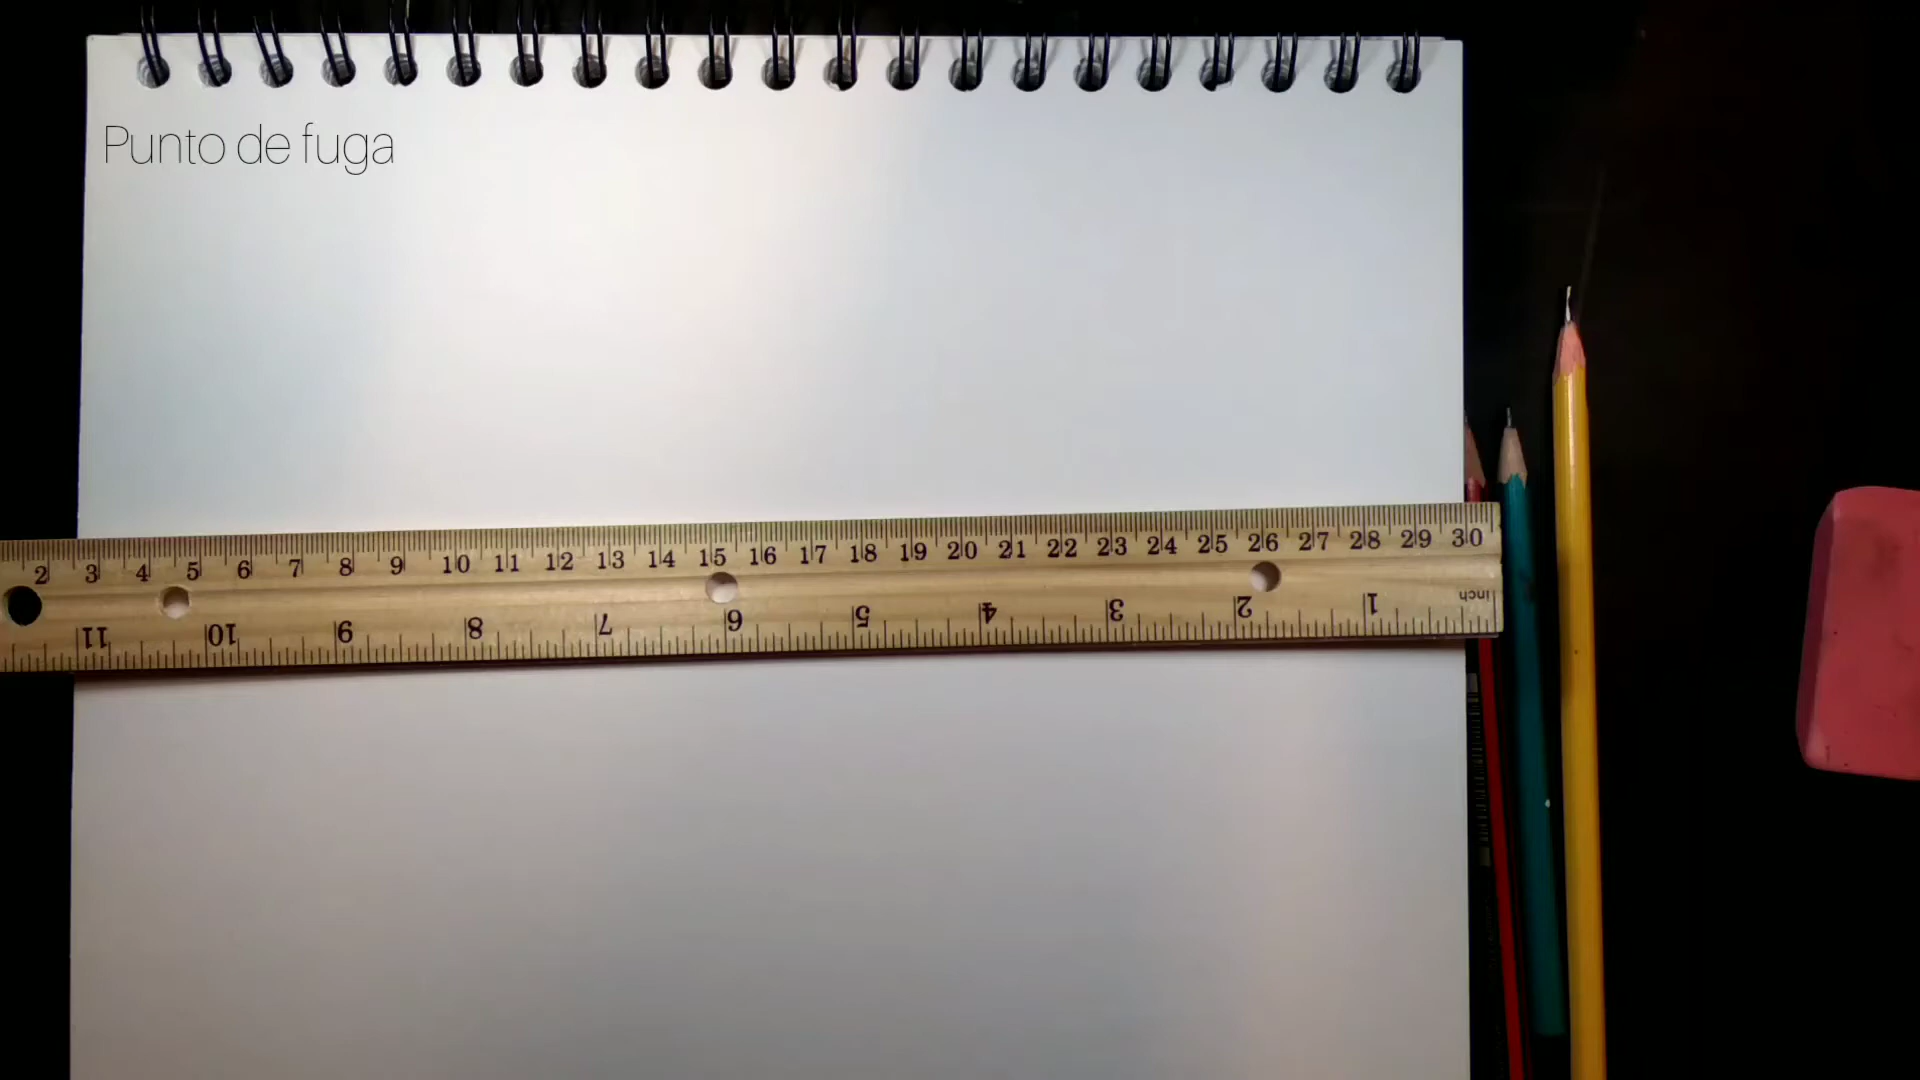 Punto de fuga
2 3 4 5 6 7 8 9 10 11 12 13 14 15 16 17 18 19 20 21 22 23 24 25 26 27 28 29 30
inch
11 10 9 8 7 6 5 4 3 2 1